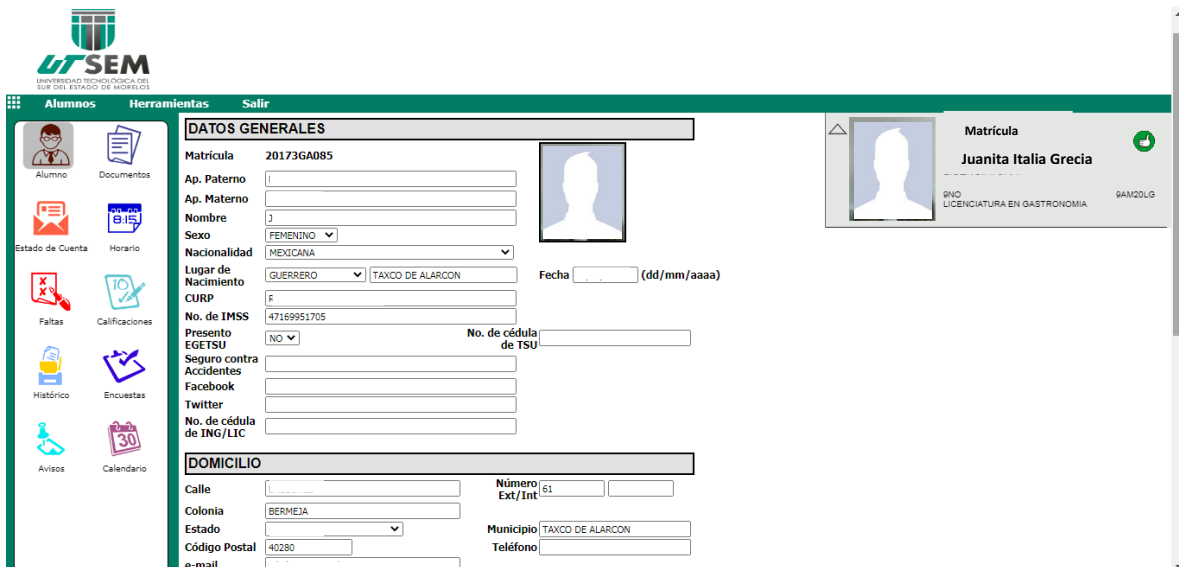 UTSEM
UNIVERSIDAD TECNOLÓGICA DEL
SUR DEL ESTADO DE MORELOS
Alumnos Herramientas Salir
Alumno Documentos
Estado de Cuenta Horario
8:15
Faltas Calificaciones
10
Histórico Encuestas
Avisos Calendario
30
DATOS GENERALES
Matrícula 20173GA085
Ap. Paterno
Ap. Materno
Nombre J
Sexo FEMENINO
Nacionalidad MEXICANA
Lugar de
Nacimiento GUERRERO TAXCO DE ALARCON Fecha (dd/mm/aaaa)
CURP
No. de IMSS 47169951705
Presento
EGETSU NO No. de cédula
de TSU
Seguro contra
Accidentes
Facebook
Twitter
No. de cédula
de ING/LIC
DOMICILIO
Calle Número
Ext/Int 61
Colonia BERMEJA
Estado Municipio TAXCO DE ALARCON
Código Postal 40280 Teléfono
e-mail
Matrícula
Juanita Italia Grecia
9NO 9AM20LG
LICENCIATURA EN GASTRONOMIA